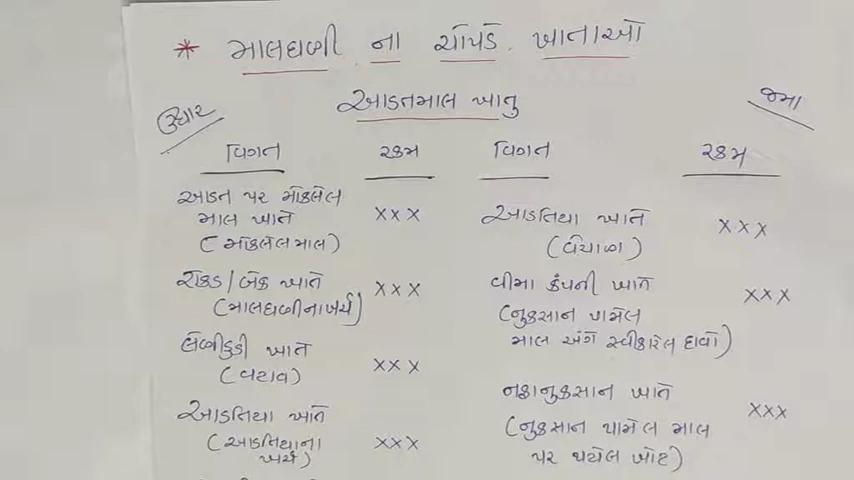 * માલધણી ના ચોપડે ખાતાઓ
આડતમાલ ખાતુ
ઉધાર
જમા
વિગત રકમ વિગત રકમ
આડત પર મોકલેલ
માલ ખાતે xxx
(મોકલેલ માલ)
રોકડ/બેંક ખાતે xxx
(માલધણીના ખર્ચ)
લેણીહુંડી ખાતે
(વટાવ) xxx
આડતિયા ખાતે
(આડતિયાના xxx
ખર્ચ)
આડતિયા ખાતે xxx
(વેચાણ)
વીમા કંપની ખાતે xxx
(નુકસાન પામેલ
માલ અંગે સ્વીકારેલ દાવો)
નફાનુકસાન ખાતે xxx
(નુકસાન પામેલ માલ
પર થયેલ ખોટ)